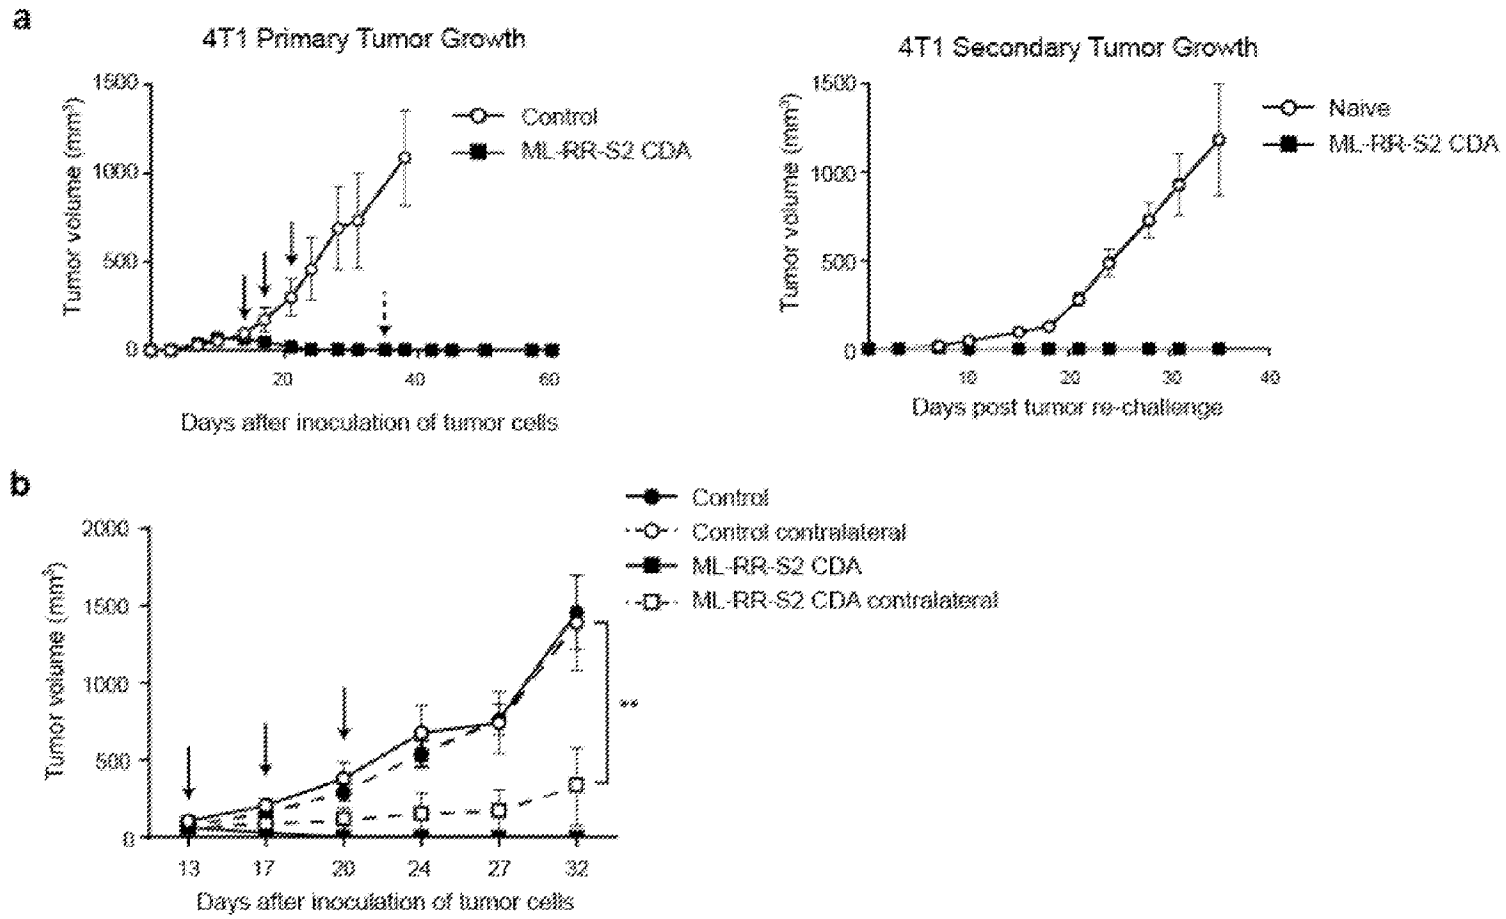 a
4T1 Primary Tumor Growth
1500
1000
500
0
Tumor volume (mm³)
Control
ML-RR-S2 CDA
20
40
60
Days after inoculation of tumor cells
4T1 Secondary Tumor Growth
1500
1000
500
0
Tumor volume (mm³)
Naive
ML-RR-S2 CDA
10
20
30
40
Days post tumor re-challenge
b
2000
1500
1000
500
0
Tumor volume (mm³)
Control
Control contralateral
ML-RR-S2 CDA
ML-RR-S2 CDA contralateral
**
13
17
20
24
27
32
Days after inoculation of tumor cells